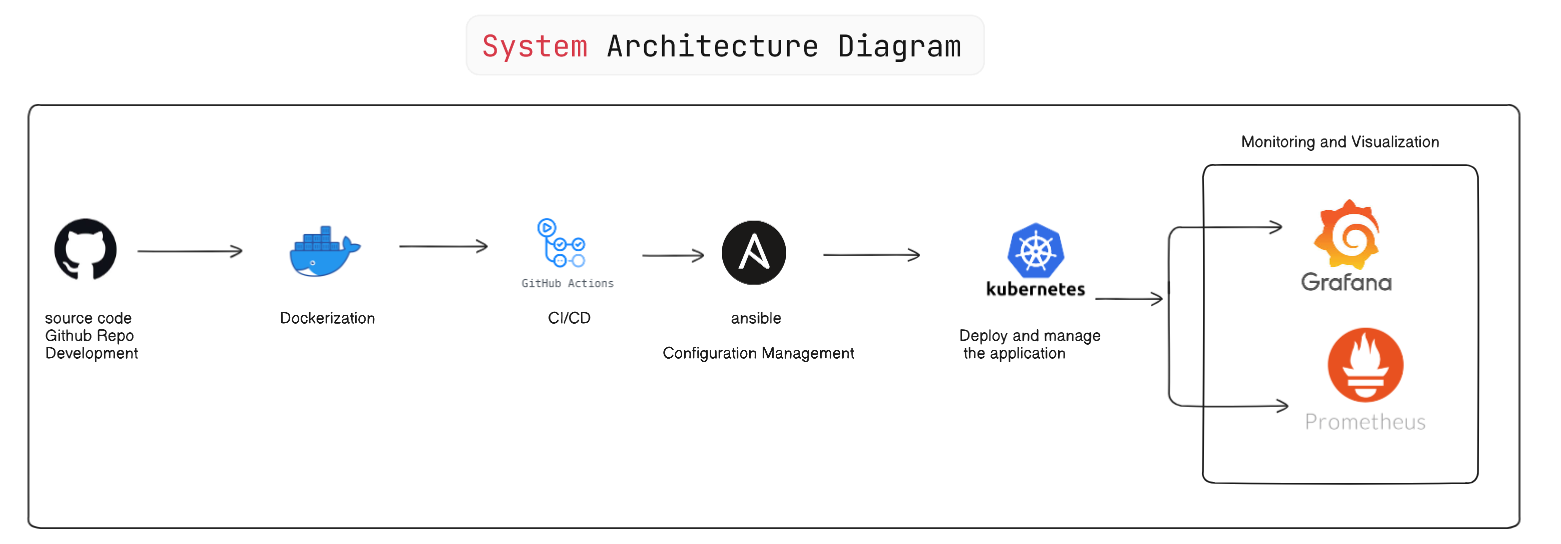 System Architecture Diagram
Monitoring and Visualization
GitHub Actions
kubernetes
Grafana
source code
Github Repo
Development
Dockerization
CI/CD
ansible
Configuration Management
Deploy and manage
the application
Prometheus